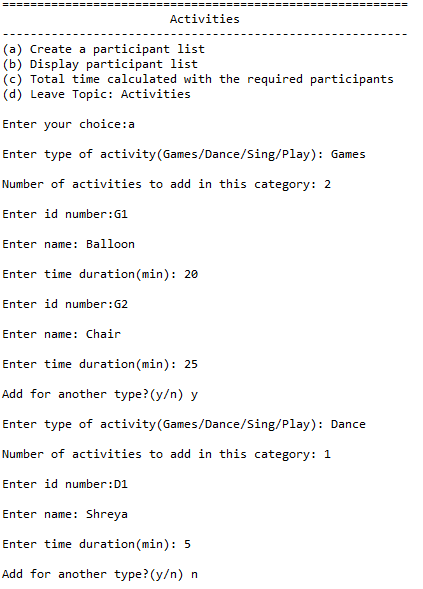 ==========================================================
Activities
----------------------------------------------------------
(a) Create a participant list
(b) Display participant list
(c) Total time calculated with the required participants
(d) Leave Topic: Activities
Enter your choice:a
Enter type of activity(Games/Dance/Sing/Play): Games
Number of activities to add in this category: 2
Enter id number:G1
Enter name: Balloon
Enter time duration(min): 20
Enter id number:G2
Enter name: Chair
Enter time duration(min): 25
Add for another type?(y/n) y
Enter type of activity(Games/Dance/Sing/Play): Dance
Number of activities to add in this category: 1
Enter id number:D1
Enter name: Shreya
Enter time duration(min): 5
Add for another type?(y/n) n